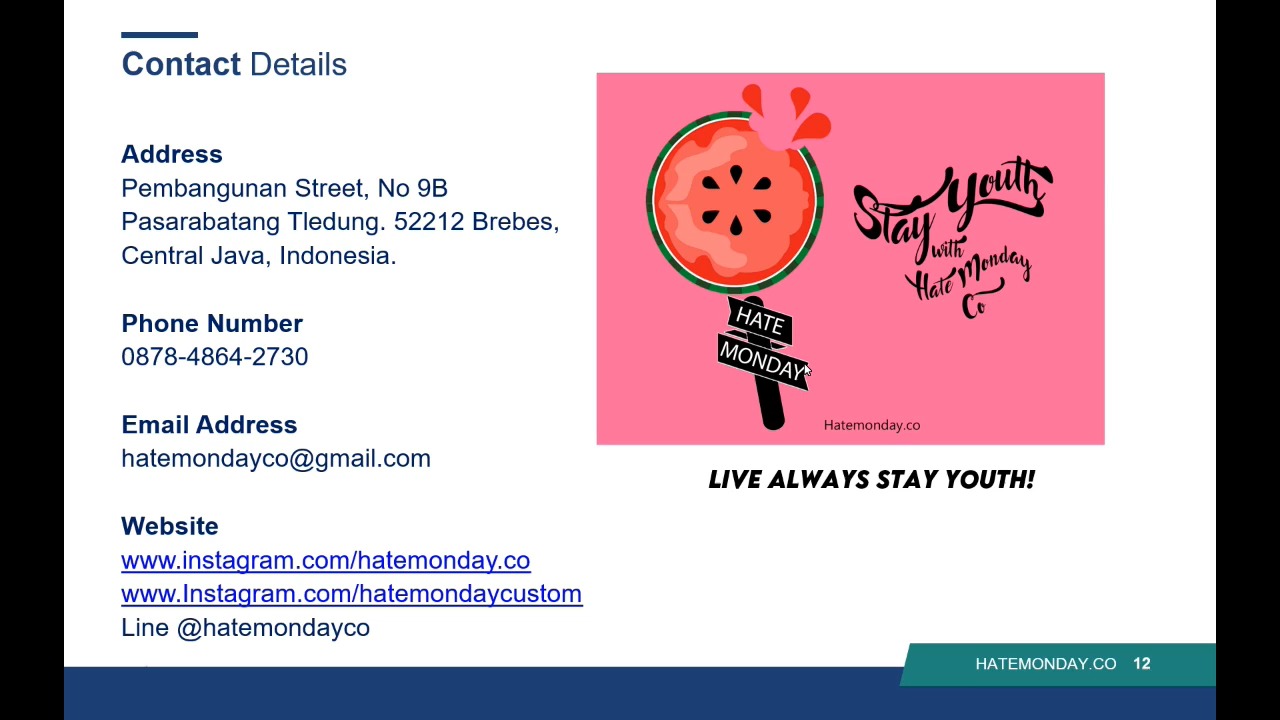 Contact Details
Address
Pembangunan Street, No 9B
Pasarabatang Tledung. 52212 Brebes,
Central Java, Indonesia.
Phone Number
0878-4864-2730
Email Address
hatemondayco@gmail.com
Website
www.instagram.com/hatemonday.co
www.Instagram.com/hatemondaycustom
Line @hatemondayco
Stay Youth
with
Hate Monday
Co
HATE
MONDAY
Hatemonday.co
LIVE ALWAYS STAY YOUTH!
HATEMONDAY.CO 12